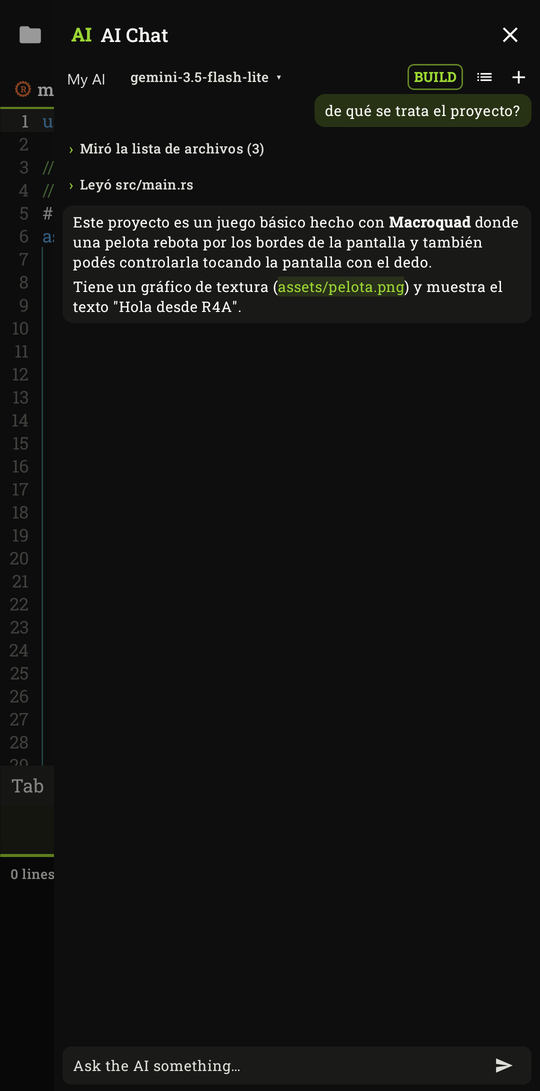 AI AI Chat
My AI gemini-3.5-flash-lite BUILD
m
de qué se trata el proyecto?
Miró la lista de archivos (3)
Leyó src/main.rs
Este proyecto es un juego básico hecho con Macroquad donde
una pelota rebota por los bordes de la pantalla y también
podés controlarla tocando la pantalla con el dedo.
Tiene un gráfico de textura (assets/pelota.png) y muestra el
texto "Hola desde R4A".
1 u
2
3 //
4 //
5 #
6 as
7
8
9
10
11
12
13
14
15
16
17
18
19
20
21
22
23
24
25
26
27
28
29
Tab
0 lines
Ask the AI something...